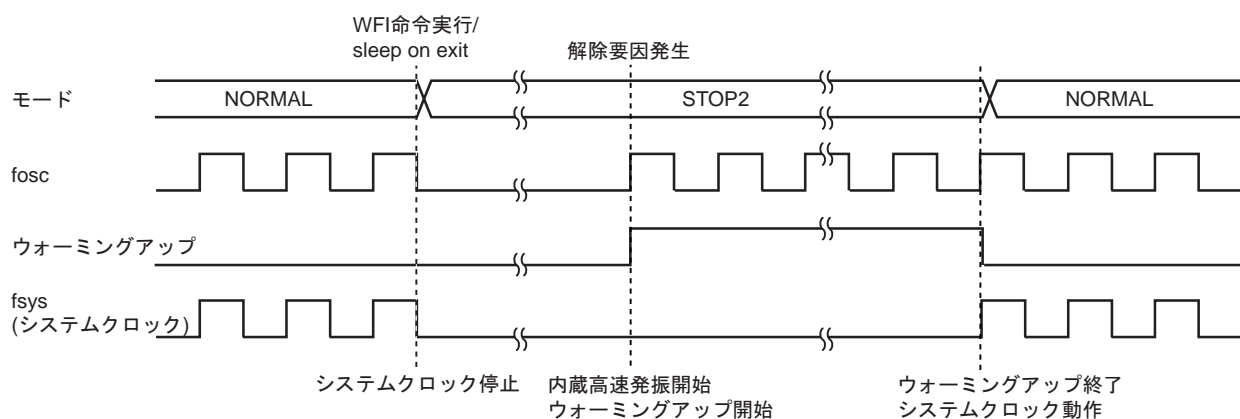 WFI命令実行/
sleep on exit
解除要因発生
モード
NORMAL
STOP2
NORMAL
fosc
ウォーミングアップ
fsys
(システムクロック)
システムクロック停止
内蔵高速発振開始
ウォーミングアップ開始
ウォーミングアップ終了
システムクロック動作